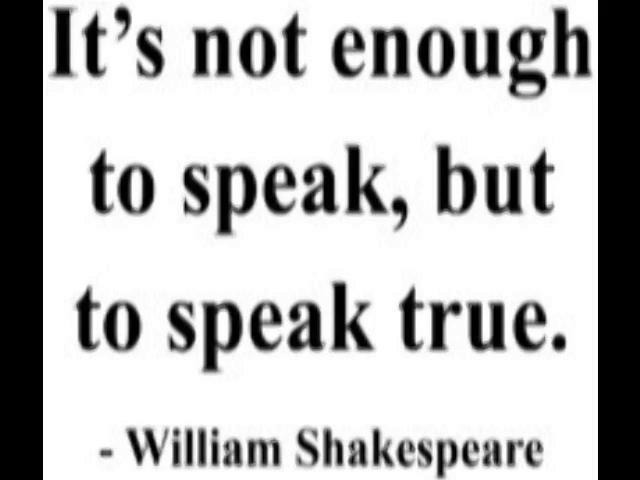 It’s not enough
to speak, but
to speak true.
- William Shakespeare